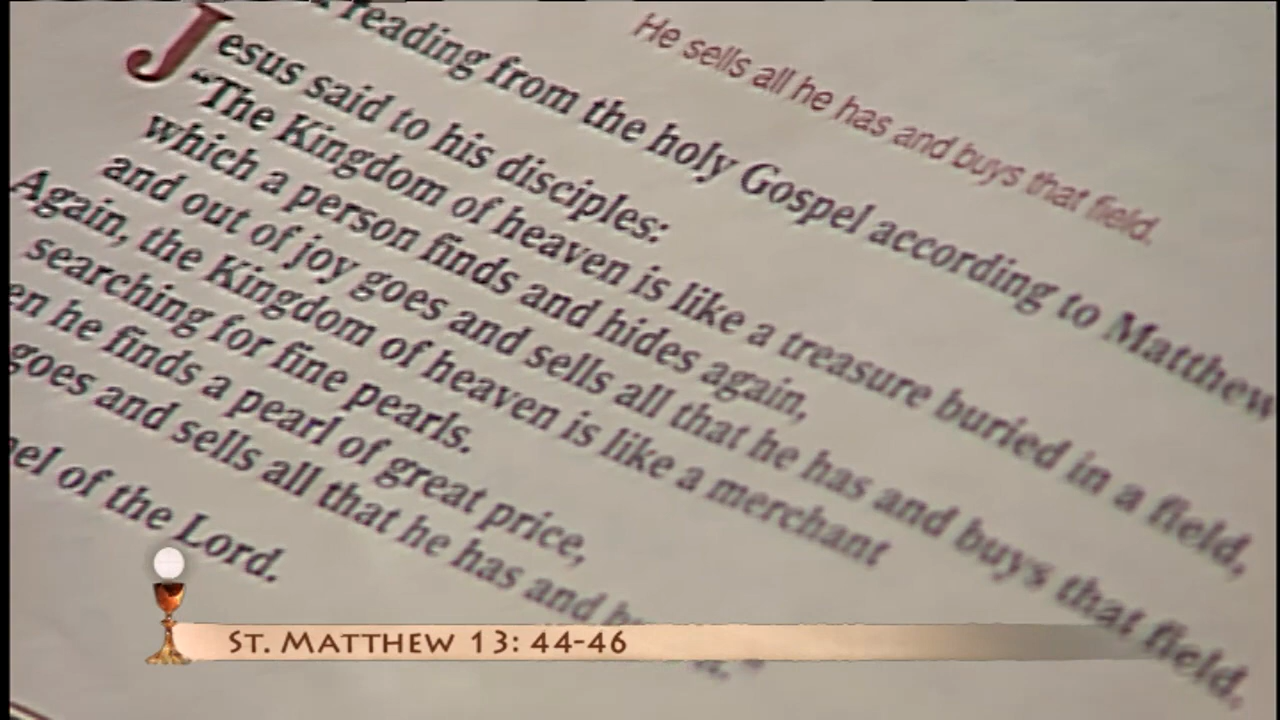 He sells all he has and buys that field.
reading from the holy Gospel according to Matthew
Jesus said to his disciples:
“The Kingdom of heaven is like a treasure buried in a field,
which a person finds and hides again,
and out of joy goes and sells all that he has and buys that field.
Again, the Kingdom of heaven is like a merchant
searching for fine pearls.
en he finds a pearl of great price,
goes and sells all that he has and
el of the Lord.
ST. MATTHEW 13: 44-46